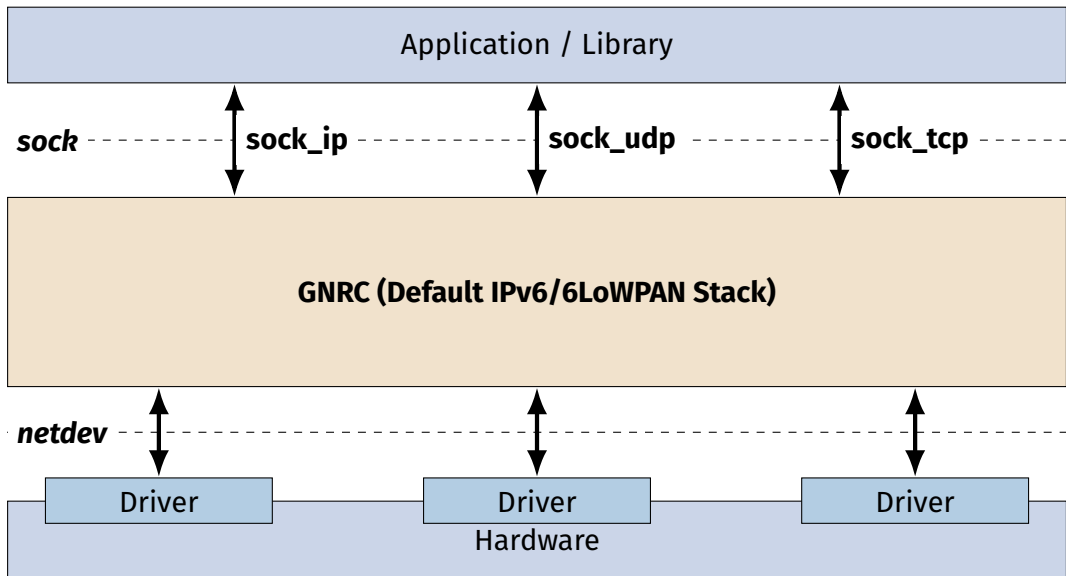 Application / Library
sock sock_ip sock_udp sock_tcp
GNRC (Default IPv6/6LoWPAN Stack)
netdev
Driver Driver Driver
Hardware